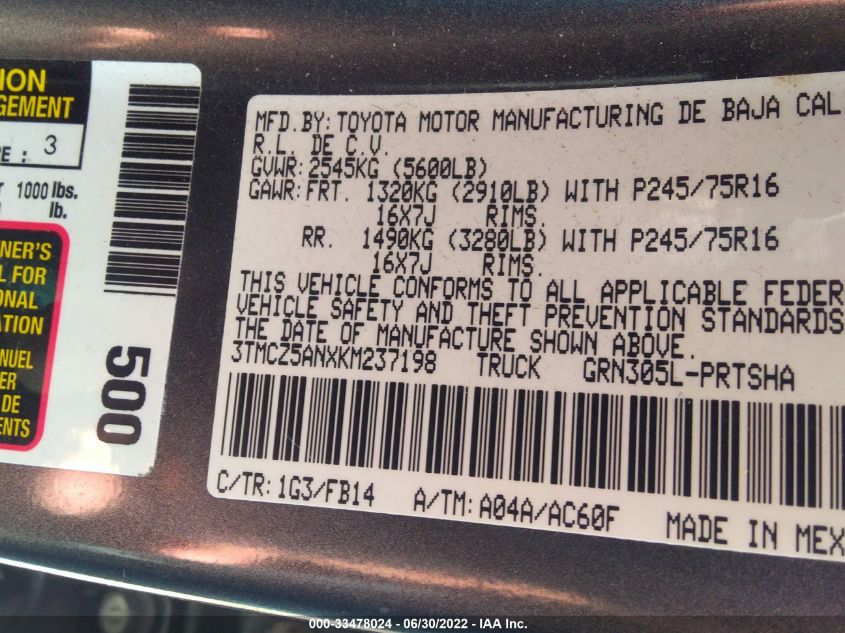 ION
GEMENT
PE : 3
T 1000 lbs.
lb.
NER'S
L FOR
ONAL
ATION
NUEL
ER
DE
ENTS
500
MFD.BY:TOYOTA MOTOR MANUFACTURING DE BAJA CAL
R.L. DE C.V.
GVWR:2545KG (5600LB)
GAWR:FRT. 1320KG (2910LB) WITH P245/75R16
16X7J RIMS.
RR. 1490KG (3280LB) WITH P245/75R16
16X7J RIMS.
THIS VEHICLE CONFORMS TO ALL APPLICABLE FEDER
VEHICLE SAFETY AND THEFT PREVENTION STANDARDS
THE DATE OF MANUFACTURE SHOWN ABOVE.
3TMCZ5ANXKM237198 TRUCK GRN305L-PRTSHA
C/TR:1G3/FB14 A/TM:A04A/AC60F MADE IN MEX
000-33478024 - 06/30/2022 - IAA Inc.